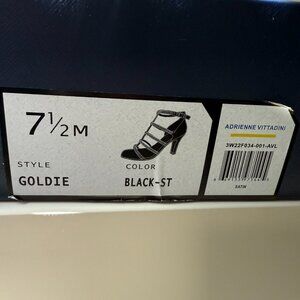 7 1/2 M
STYLE
COLOR
GOLDIE
BLACK-ST
ADRIENNE VITTADINI
3W22F034-001-AVL
SATIN